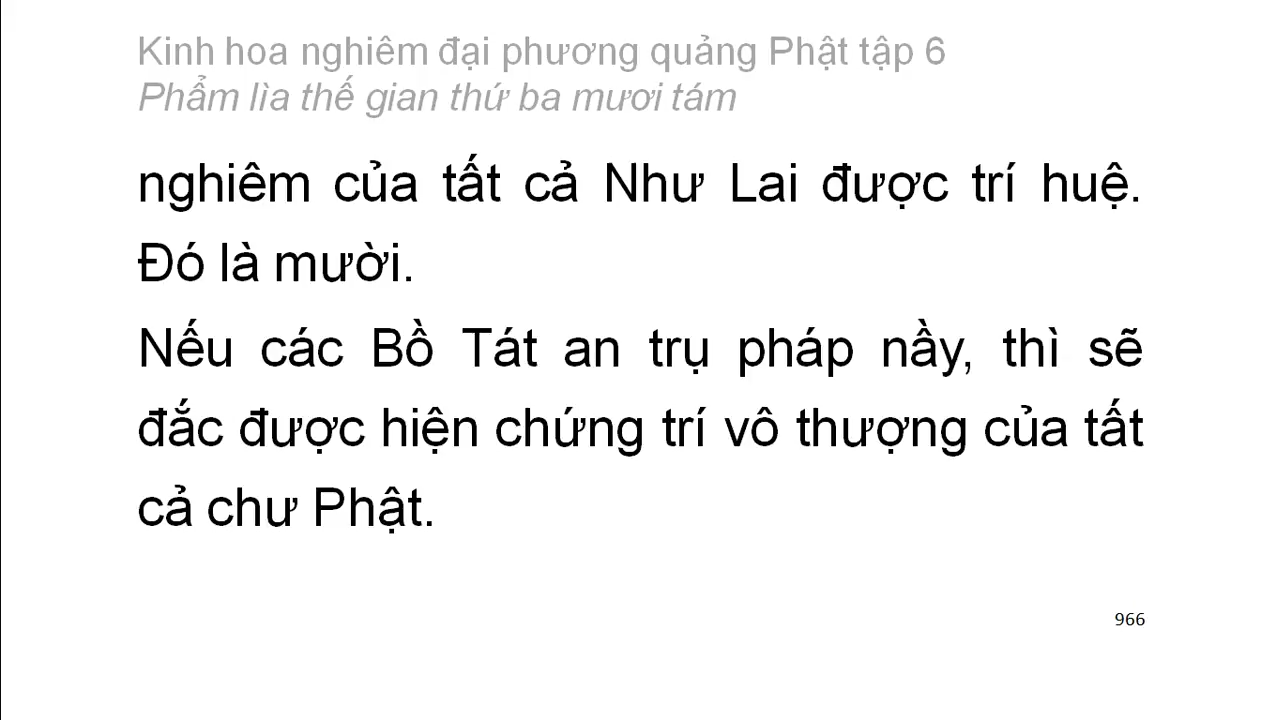 Kinh hoa nghiêm đại phương quảng Phật tập 6
Phẩm lìa thế gian thứ ba mươi tám
nghiêm của tất cả Như Lai được trí huệ.
Đó là mười.
Nếu các Bồ Tát an trụ pháp nầy, thì sẽ
đắc được hiện chứng trí vô thượng của tất
cả chư Phật.
966